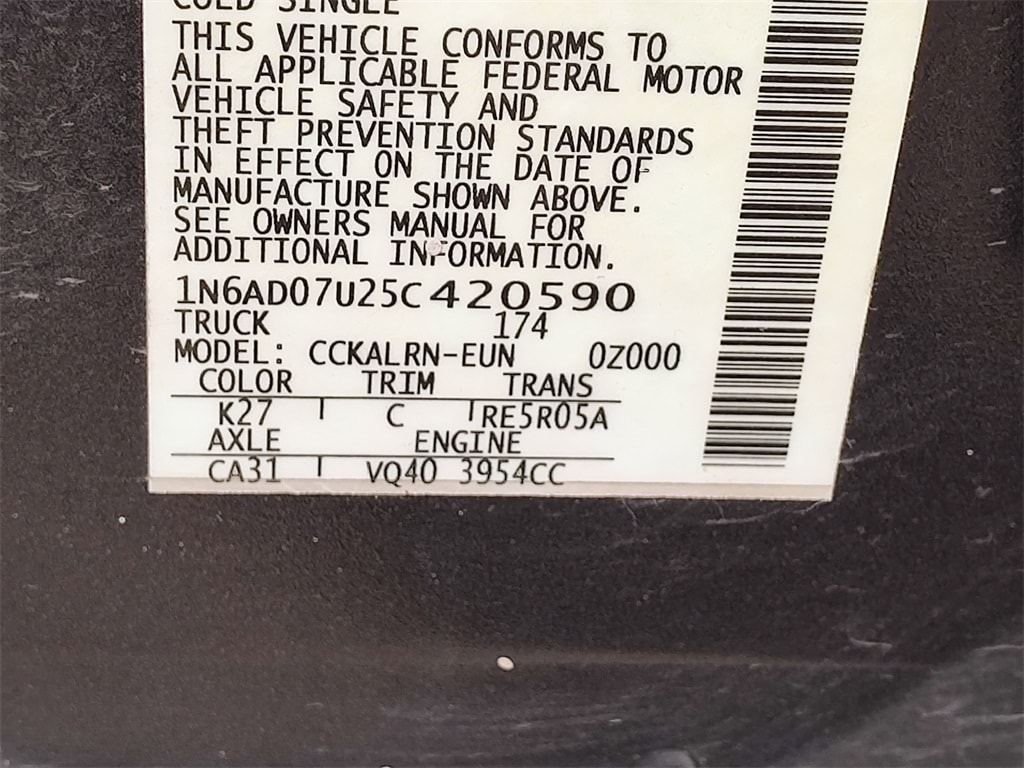 COLD SINGLE
THIS VEHICLE CONFORMS TO
ALL APPLICABLE FEDERAL MOTOR
VEHICLE SAFETY AND
THEFT PREVENTION STANDARDS
IN EFFECT ON THE DATE OF
MANUFACTURE SHOWN ABOVE.
SEE OWNERS MANUAL FOR
ADDITIONAL INFORMATION.
1N6AD07U25C420590
TRUCK 174
MODEL: CCKALRN-EUN 0Z000
COLOR TRIM TRANS
K27 C RE5R05A
AXLE ENGINE
CA31 VQ40 3954CC